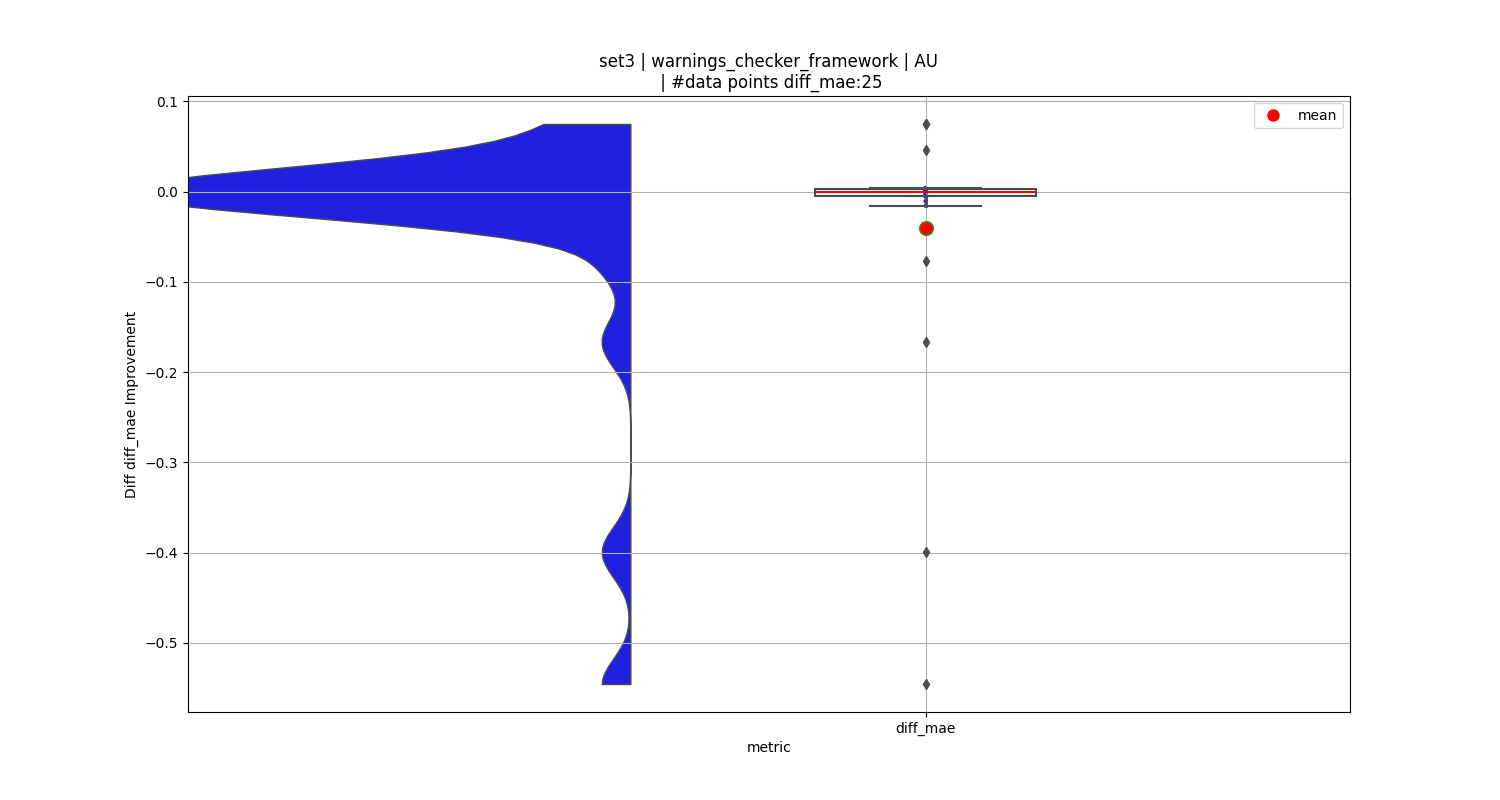 set3 | warnings_checker_framework | AU
| #data points diff_mae:25
mean
0.1
0.0
−0.1
−0.2
−0.3
−0.4
−0.5
Diff diff_mae Improvement
diff_mae
metric